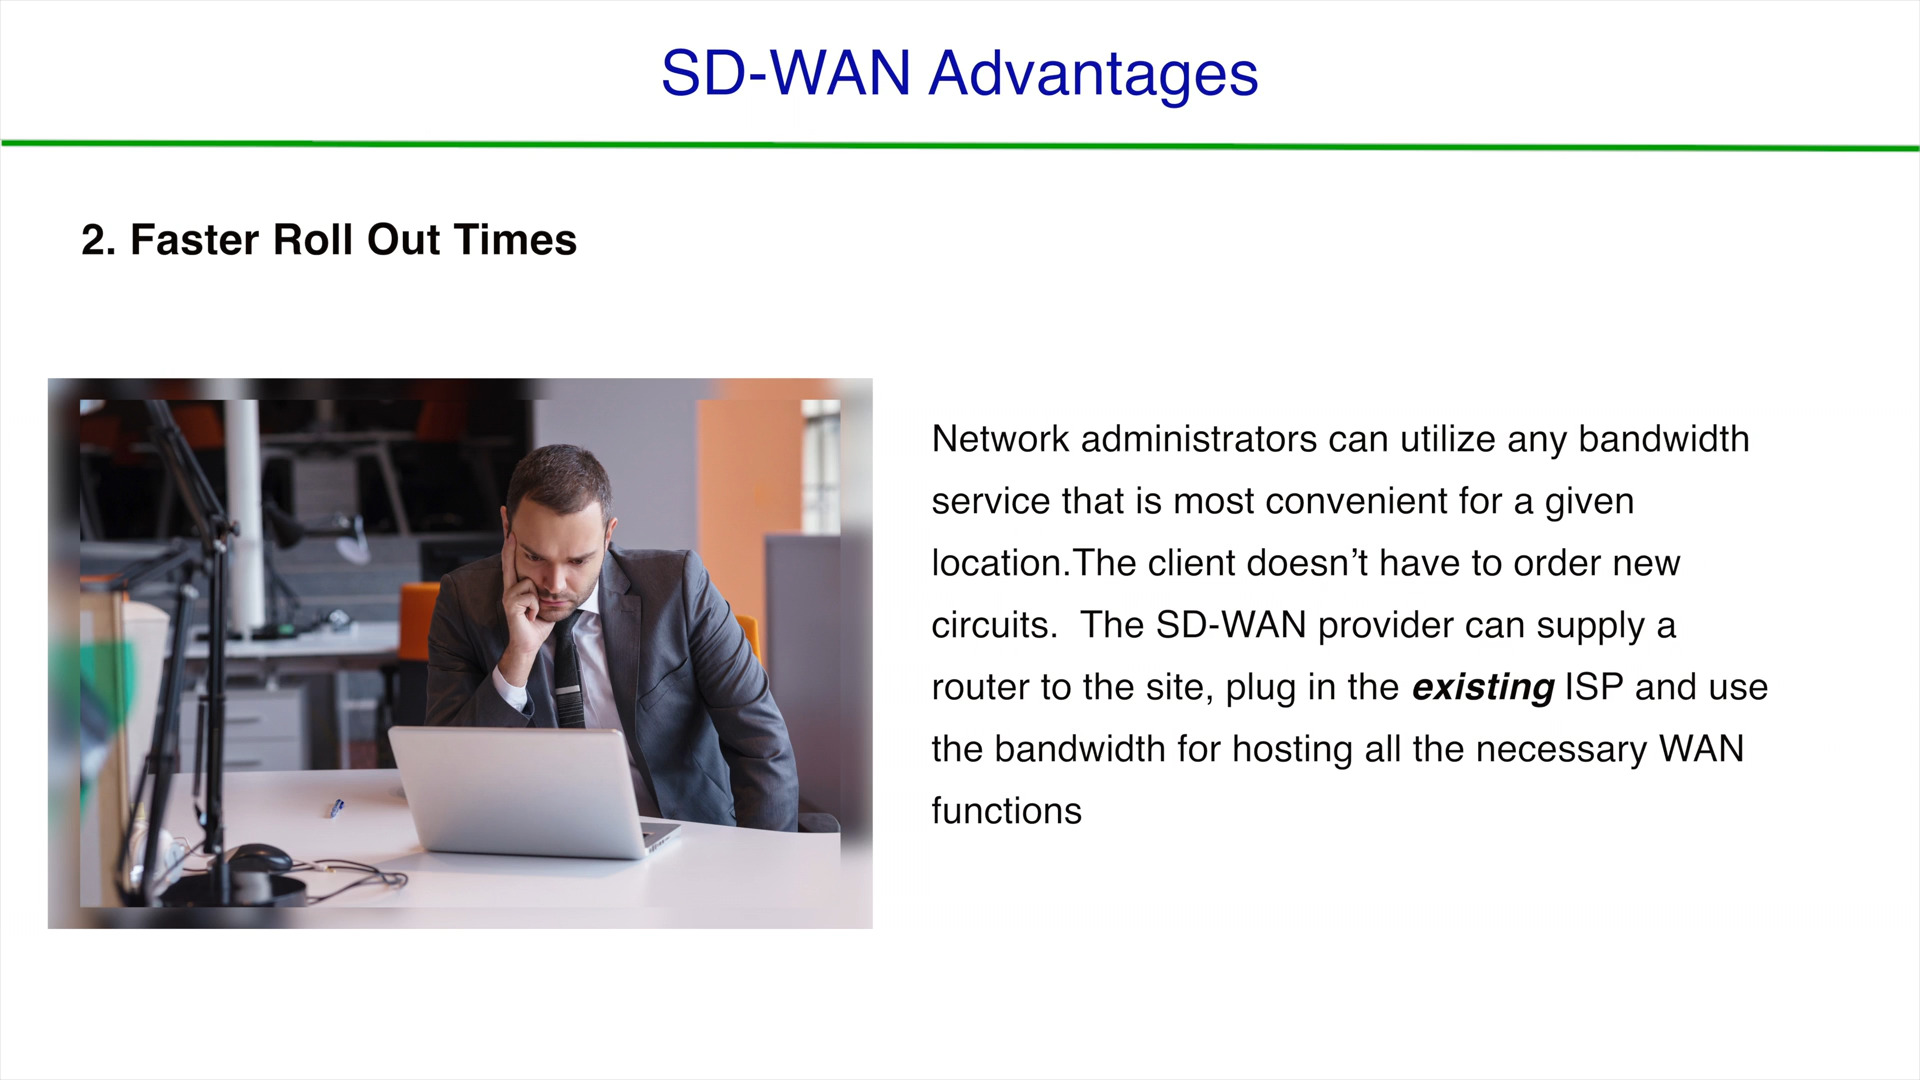 SD-WAN Advantages
2. Faster Roll Out Times
Network administrators can utilize any bandwidth
service that is most convenient for a given
location.The client doesn’t have to order new
circuits.  The SD-WAN provider can supply a
router to the site, plug in the existing ISP and use
the bandwidth for hosting all the necessary WAN
functions